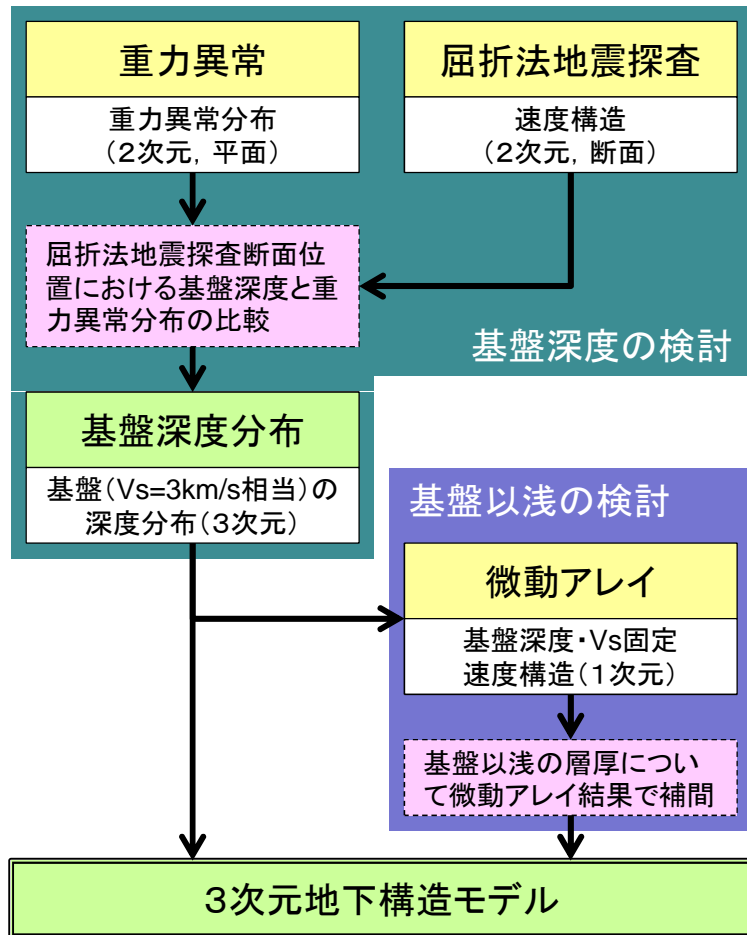 重力異常
重力異常分布
(2次元, 平面)
屈折法地震探査
速度構造
(2次元, 断面)
屈折法地震探査断面位
置における基盤深度と重
力異常分布の比較
基盤深度の検討
基盤深度分布
基盤(Vs=3km/s相当)の
深度分布(3次元)
基盤以浅の検討
微動アレイ
基盤深度・Vs固定
速度構造(1次元)
基盤以浅の層厚につい
て微動アレイ結果で補間
3次元地下構造モデル